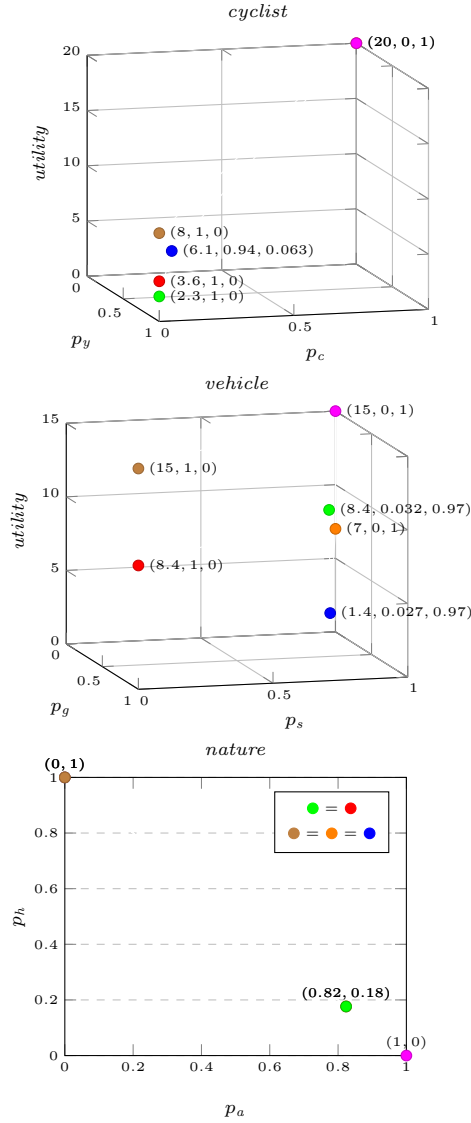 cyclist
20
(20, 0, 1)
15
utility
10
5
(8, 1, 0)
(6.1, 0.94, 0.063)
0
0
(3.6, 1, 0)
(2.3, 1, 0)
0.5
1 0
0.5
1
p_y
p_c
vehicle
15
(15, 0, 1)
(15, 1, 0)
10
utility
(8.4, 0.032, 0.97)
(7, 0, 1)
5
(8.4, 1, 0)
(1.4, 0.027, 0.97)
0
0
0.5
1 0
0.5
1
p_g
p_s
nature
(0, 1)
1
=
0.8
= =
0.6
p_h
0.4
0.2
(0.82, 0.18)
(1, 0)
0
0 0.2 0.4 0.6 0.8 1
p_a